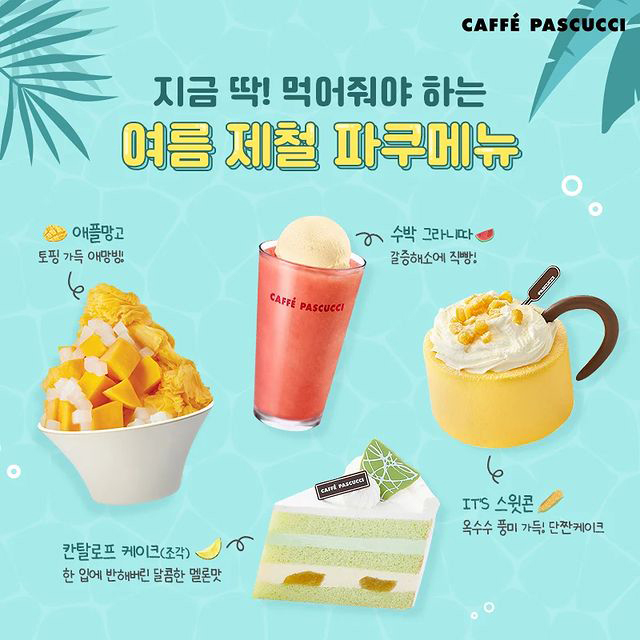 CAFFÉ PASCUCCI
지금 딱! 먹어줘야 하는
여름 제철 파쿠메뉴
애플망고
토핑 가득 애망빙!
수박 그라니따
갈증해소에 직빵!
CAFFÉ PASCUCCI
IT'S 스윗콘
옥수수 풍미 가득! 단짠케이크
CAFFÉ PASCUCCI
칸탈로프 케이크(조각)
한 입에 반해버린 달콤한 멜론맛